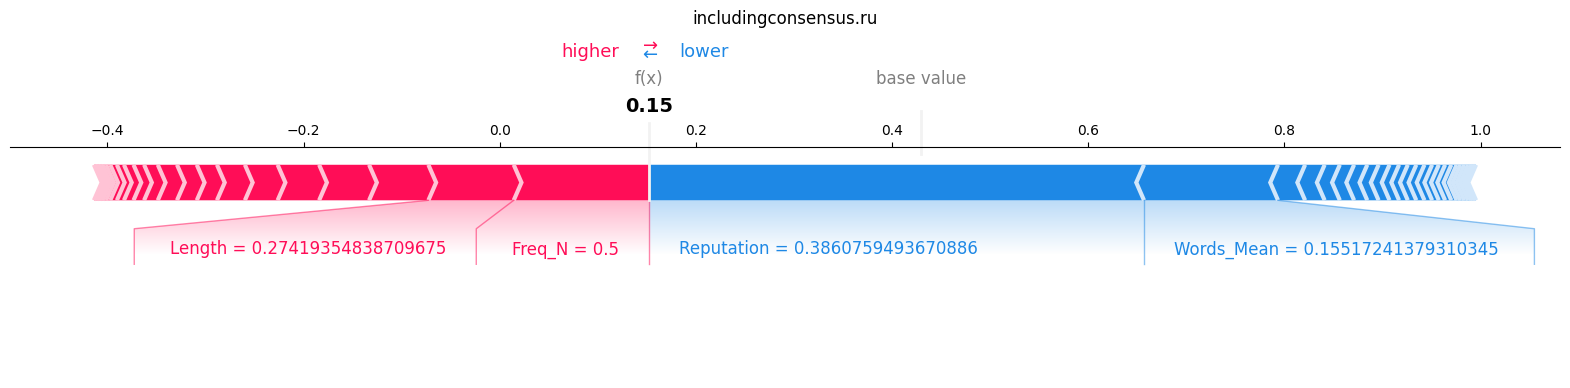 includingconsensus.ru
higher ⇄ lower
f(x) base value
0.15
−0.4 −0.2 0.0 0.2 0.4 0.6 0.8 1.0
Length = 0.27419354838709675 Freq_N = 0.5 Reputation = 0.3860759493670886 Words_Mean = 0.15517241379310345